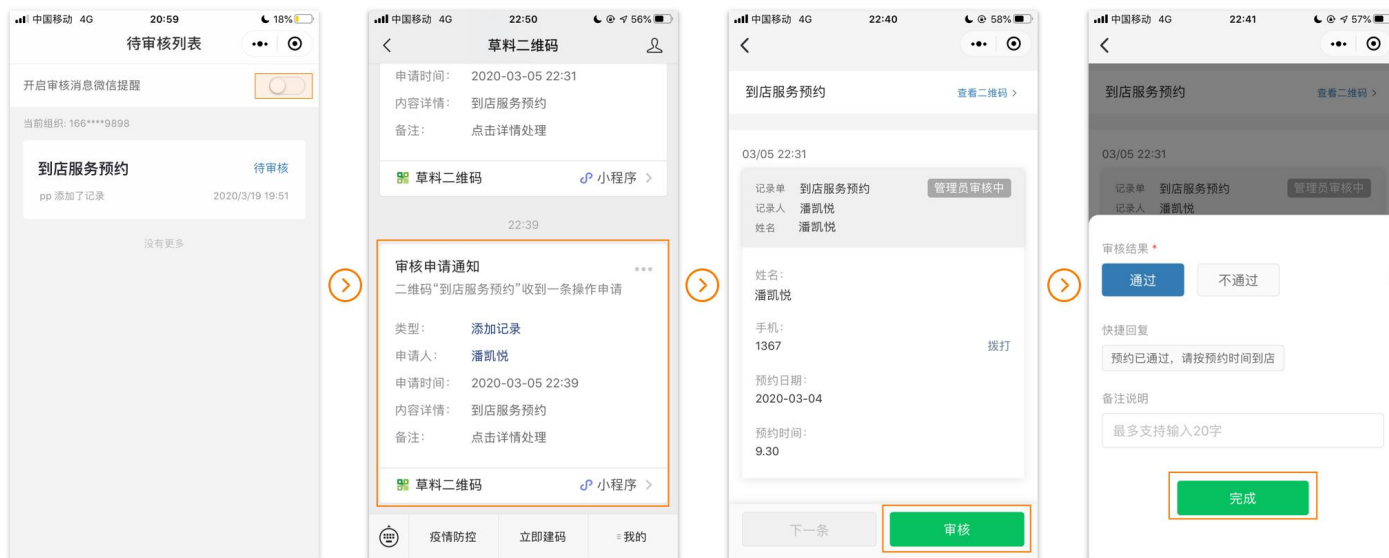 中国移动 4G 20:59 18%
待审核列表
开启审核消息微信提醒
当前组织: 166****9898
到店服务预约 待审核
pp 添加了记录 2020/3/19 19:51
没有更多
中国移动 4G 22:50 56%
草料二维码
申请时间: 2020-03-05 22:31
内容详情: 到店服务预约
备注: 点击详情处理
草料二维码 小程序
22:39
审核申请通知
二维码“到店服务预约”收到一条操作申请
类型: 添加记录
申请人: 潘凯悦
申请时间: 2020-03-05 22:39
内容详情: 到店服务预约
备注: 点击详情处理
草料二维码 小程序
疫情防控 立即建码 我的
中国移动 4G 22:40 58%
到店服务预约 查看二维码
03/05 22:31
记录单 到店服务预约 管理员审核中
记录人 潘凯悦
姓名 潘凯悦
姓名:
潘凯悦
手机:
1367 拨打
预约日期:
2020-03-04
预约时间:
9.30
下一条 审核
中国移动 4G 22:41 57%
到店服务预约 查看二维码
03/05 22:31
记录单 到店服务预约 管理员审核中
记录人 潘凯悦
审核结果 *
通过 不通过
快捷回复
预约已通过，请按预约时间到店
备注说明
最多支持输入20字
完成